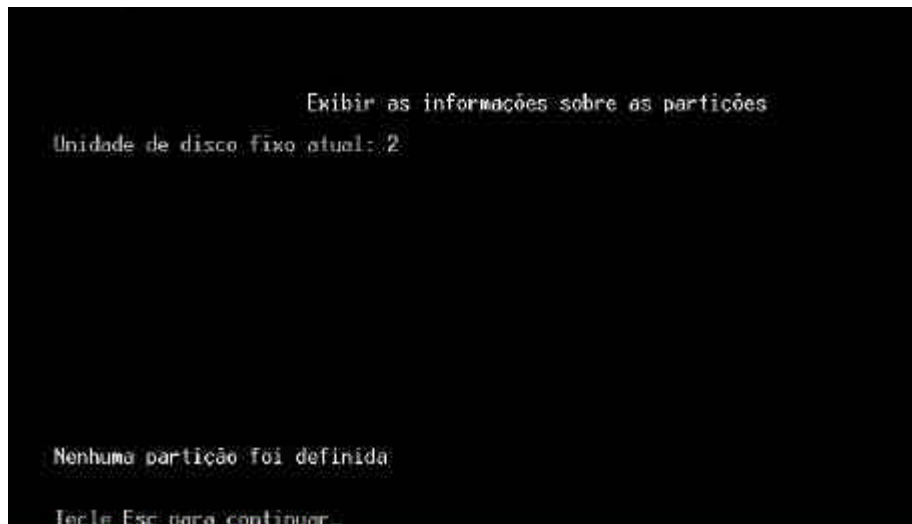 Exibir as informações sobre as partições
Unidade de disco fixo atual: 2
Nenhuma partição foi definida
Tecle Esc para continuar